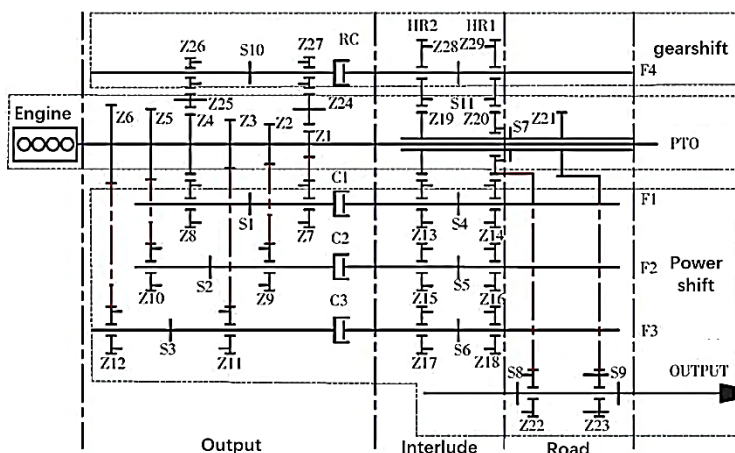 HR2 HR1
Z26 S10 Z27 RC Z28 Z29 gearshift
F4
Engine Z6 Z5 Z25 Z4 Z3 Z2 Z24 Z1 Z19 S11 Z20 S7 Z21
PTO
C1
F1
Z8 S1 Z7 C2 Z13 S4 Z14
F2 Power
Z10 S2 Z9 C3 Z15 S5 Z16 shift
F3
Z12 S3 Z11 Z17 S6 Z18
S8 S9 OUTPUT
Z22 Z23
Output Interlude Road